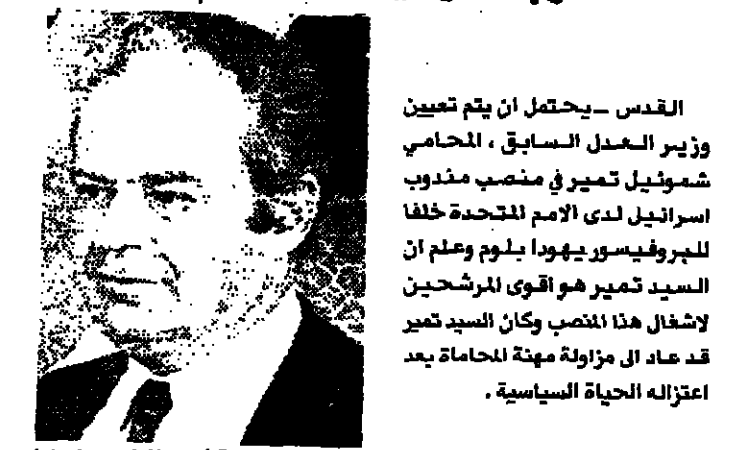 القدس _يحتمل ان يتم تعيين
وزير العدل السابق ، المحامي
شموئيل تمير في منصب مندوب
اسرائيل لدى الامم المتحدة خلفا
للبروفيسور يهودا بلوم وعلم ان
السيد تمير هو اقوى المرشحين
لاشغال هذا المنصب وكان السيد تمير
قد عاد الى مزاولة مهنة المحاماة بعد
اعتزاله الحياة السياسية .